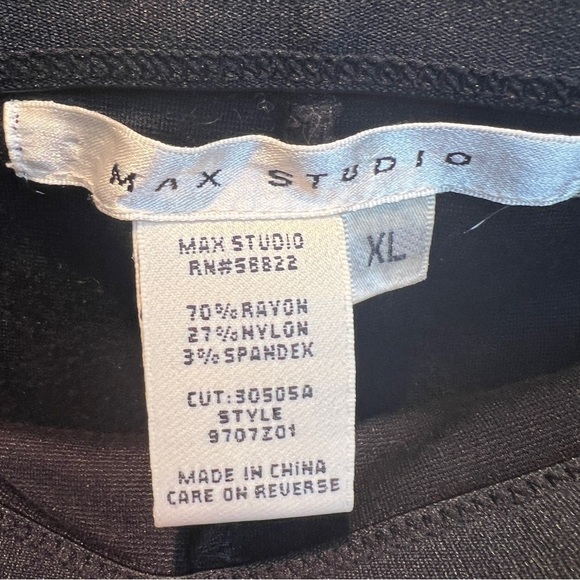 MAX STUDIO
XL
MAX STUDIO
RN#58822
70% RAYON
27% NYLON
3% SPANDEX
CUT: 30505A
STYLE
9707Z01
MADE IN CHINA
CARE ON REVERSE